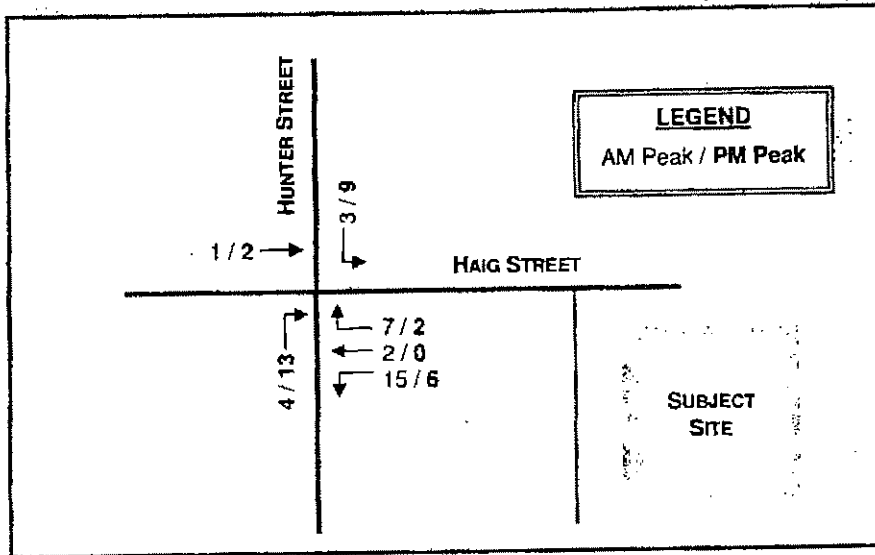 HUNTER STREET
LEGEND
AM Peak / PM Peak
3 / 9
1 / 2
HAIG STREET
7 / 2
2 / 0
15 / 6
4 / 13
SUBJECT
SITE